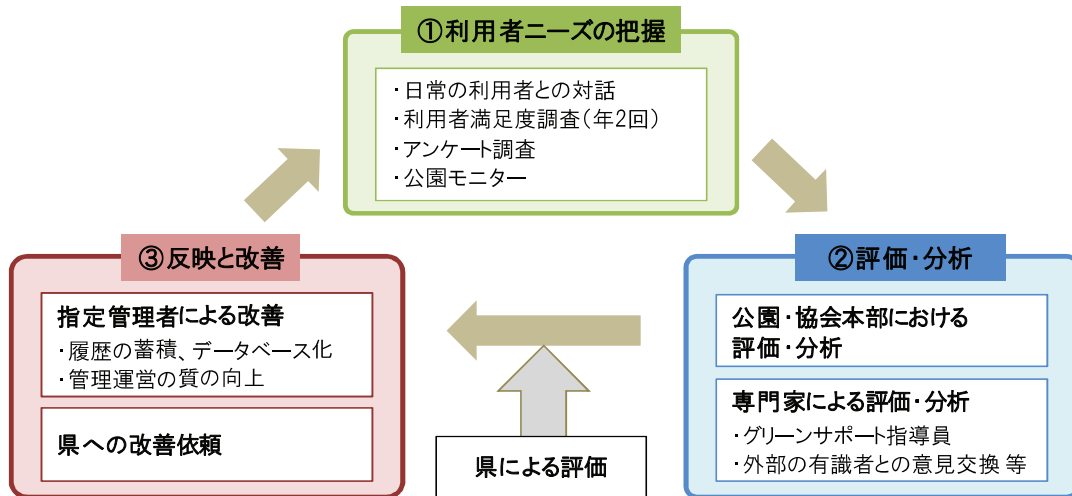 ①利用者ニーズの把握
・日常の利用者との対話
・利用者満足度調査(年2回)
・アンケート調査
・公園モニター
②評価・分析
公園・協会本部における
評価・分析
専門家による評価・分析
・グリーンサポート指導員
・外部の有識者との意見交換 等
③反映と改善
指定管理者による改善
・履歴の蓄積、データベース化
・管理運営の質の向上
県への改善依頼
県による評価